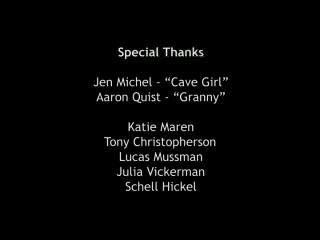 Special Thanks
Jen Michel - “Cave Girl”
Aaron Quist - “Granny”
Katie Maren
Tony Christopherson
Lucas Mussman
Julia Vickerman
Schell Hickel